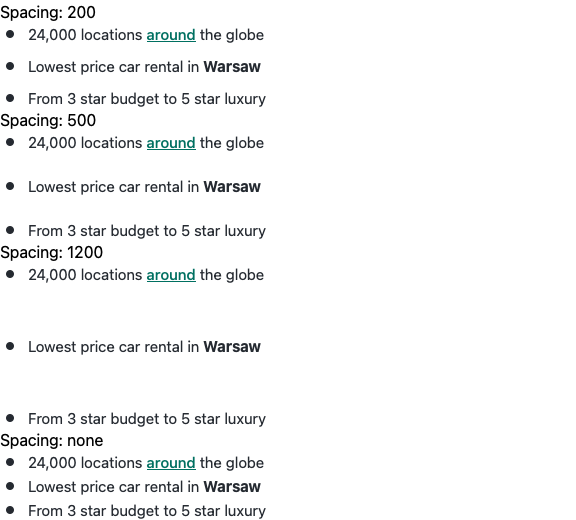 Spacing: 200
• 24,000 locations around the globe
• Lowest price car rental in Warsaw
• From 3 star budget to 5 star luxury
Spacing: 500
• 24,000 locations around the globe
• Lowest price car rental in Warsaw
• From 3 star budget to 5 star luxury
Spacing: 1200
• 24,000 locations around the globe
• Lowest price car rental in Warsaw
• From 3 star budget to 5 star luxury
Spacing: none
• 24,000 locations around the globe
• Lowest price car rental in Warsaw
• From 3 star budget to 5 star luxury